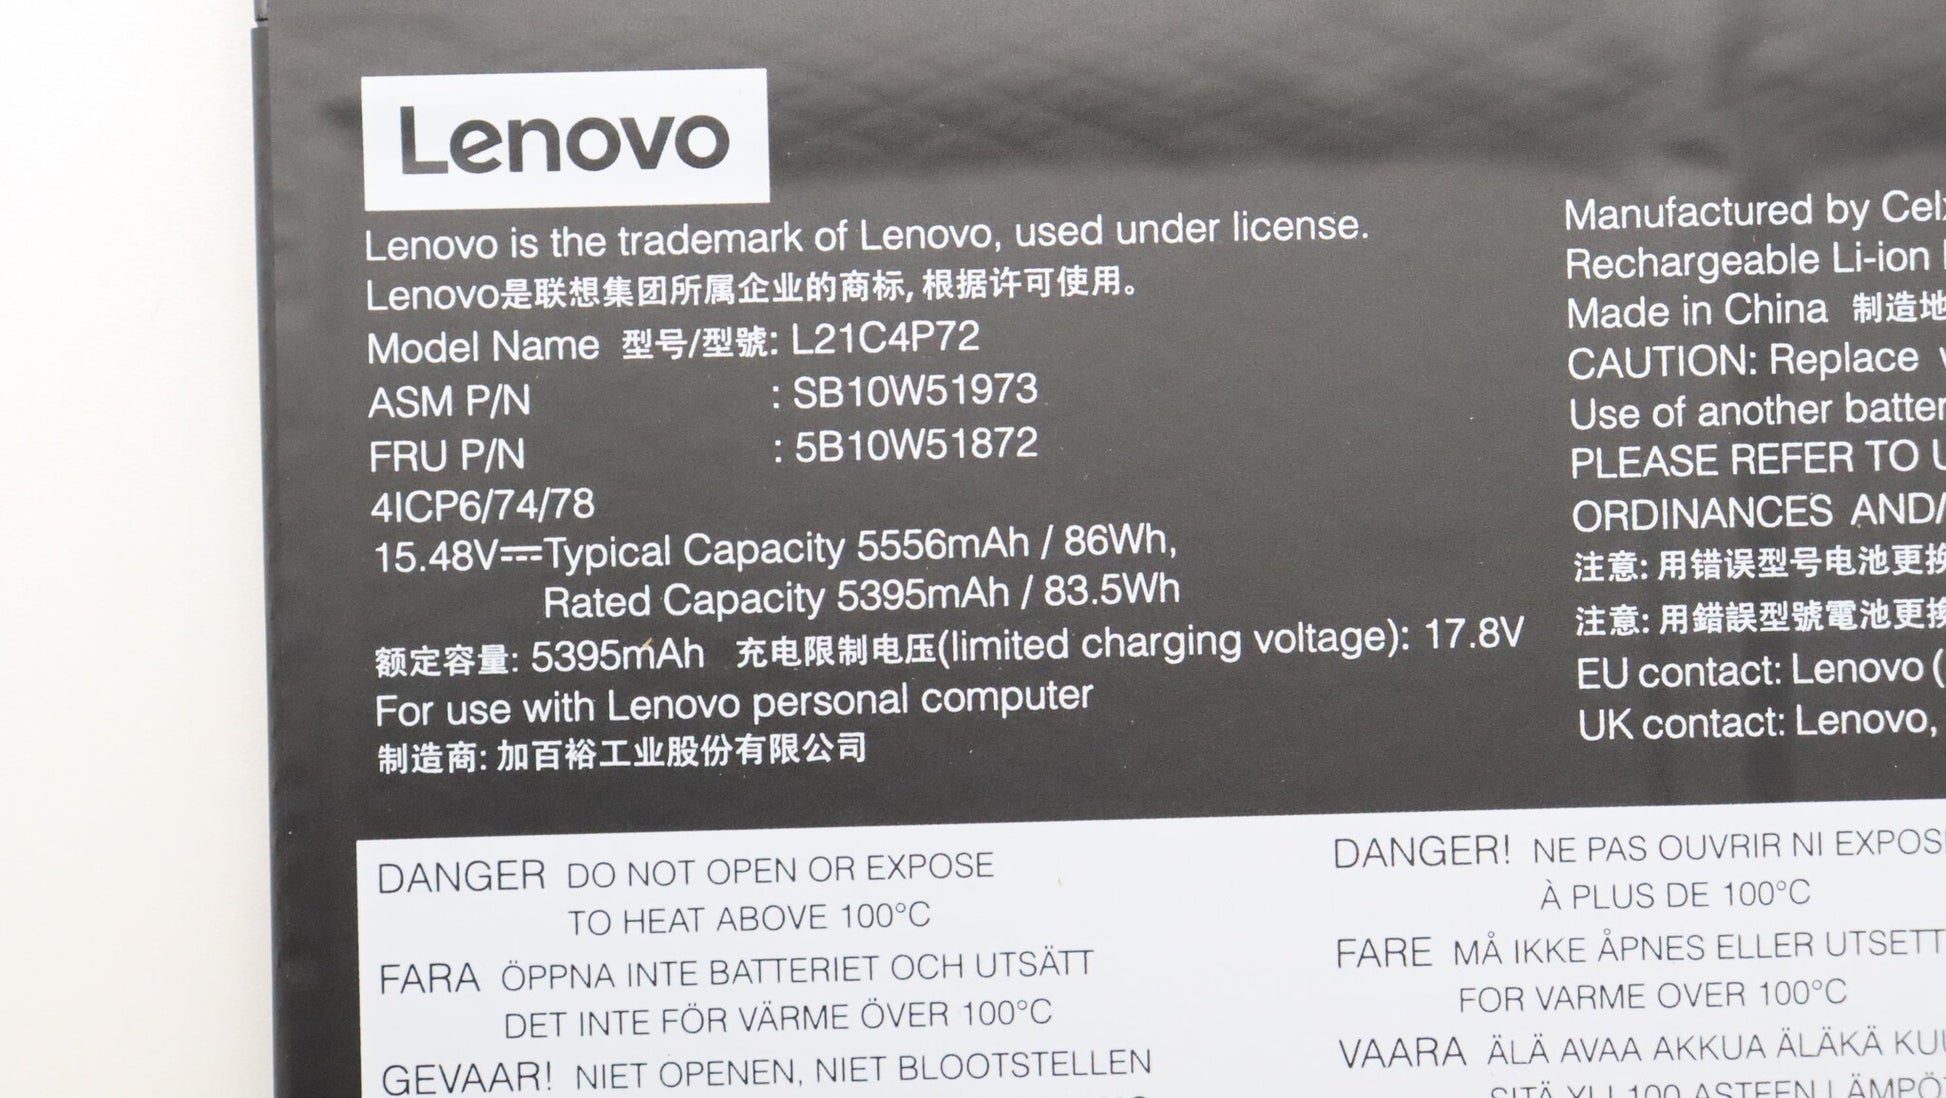 Lenovo
Lenovo is the trademark of Lenovo, used under license.
Lenovo是联想集团所属企业的商标, 根据许可使用。
Model Name 型号/型號: L21C4P72
ASM P/N : SB10W51973
FRU P/N : 5B10W51872
4ICP6/74/78
15.48V⎓Typical Capacity 5556mAh / 86Wh,
Rated Capacity 5395mAh / 83.5Wh
额定容量: 5395mAh 充电限制电压(limited charging voltage): 17.8V
For use with Lenovo personal computer
制造商: 加百裕工业股份有限公司
Manufactured by
Rechargeable Li-ion
Made in China 制造地
CAUTION: Replace
Use of another
PLEASE REFER TO
ORDINANCES AND/
注意: 用错误型号电池更换
注意: 用錯誤型號電池更換
EU contact: Lenovo (
UK contact: Lenovo,
DANGER DO NOT OPEN OR EXPOSE
TO HEAT ABOVE 100°C
FARA ÖPPNA INTE BATTERIET OCH UTSÄTT
DET INTE FÖR VÄRME ÖVER 100°C
GEVAAR! NIET OPENEN, NIET BLOOTSTELLEN
DANGER! NE PAS OUVRIR NI
À PLUS DE 100°C
FARE MÅ IKKE ÅPNES ELLER
FOR VARME OVER 100°C
VAARA ÄLÄ AVAA AKKUA ÄLÄKÄ